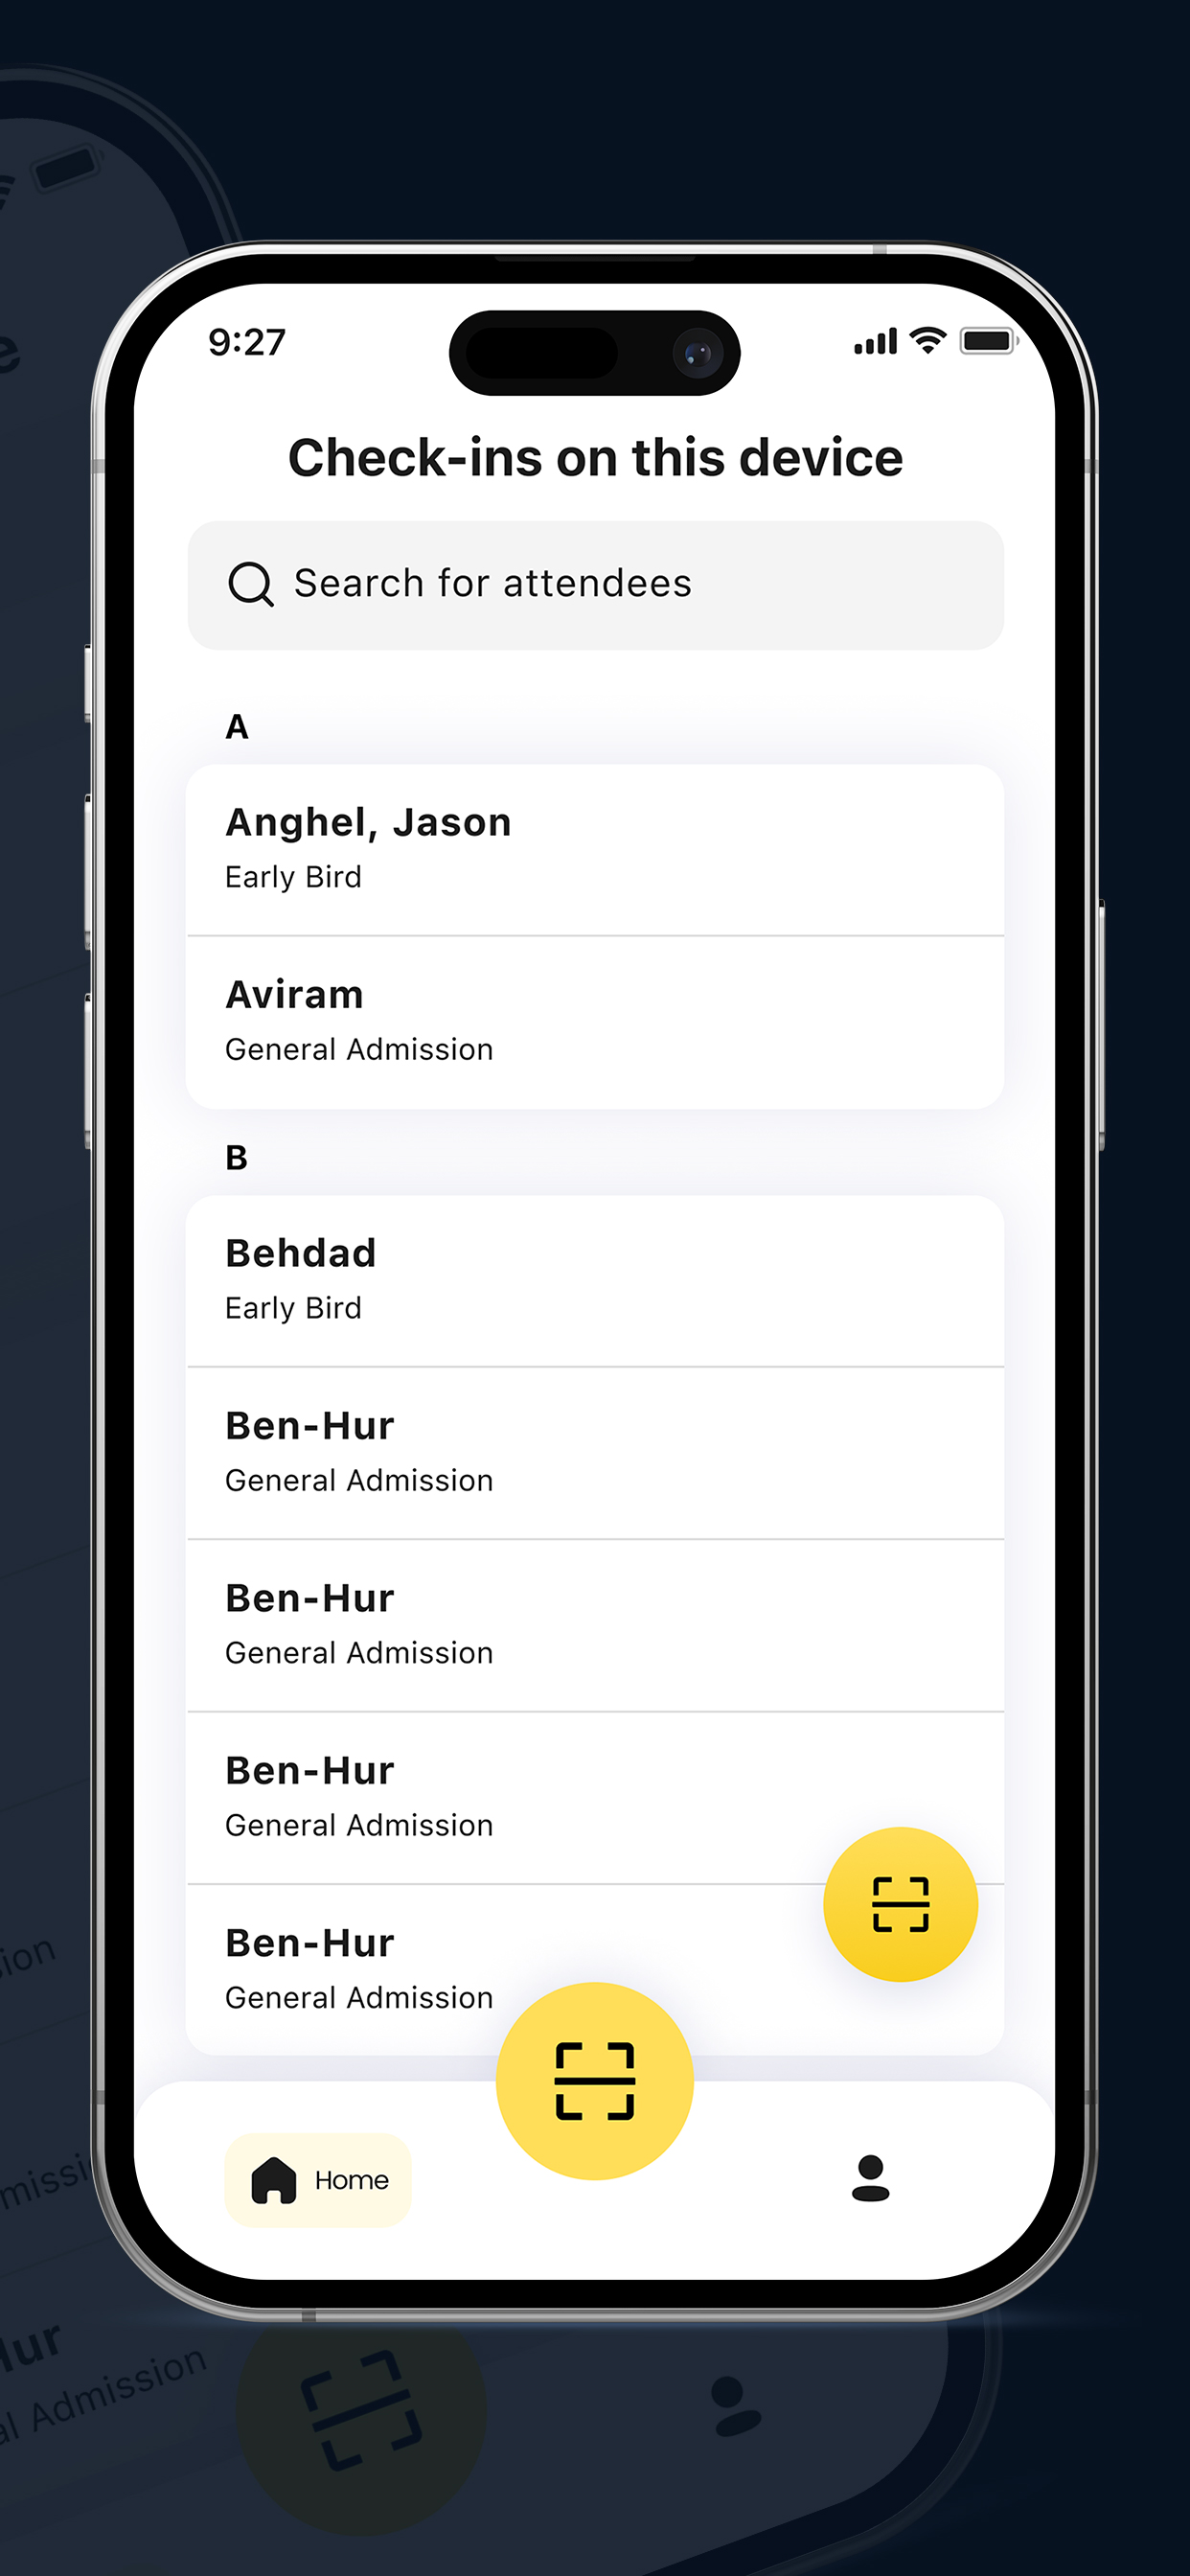 9:27
Check-ins on this device
Search for attendees
A
Anghel, Jason
Early Bird
Aviram
General Admission
B
Behdad
Early Bird
Ben-Hur
General Admission
Ben-Hur
General Admission
Ben-Hur
General Admission
Ben-Hur
General Admission
Home
Admission